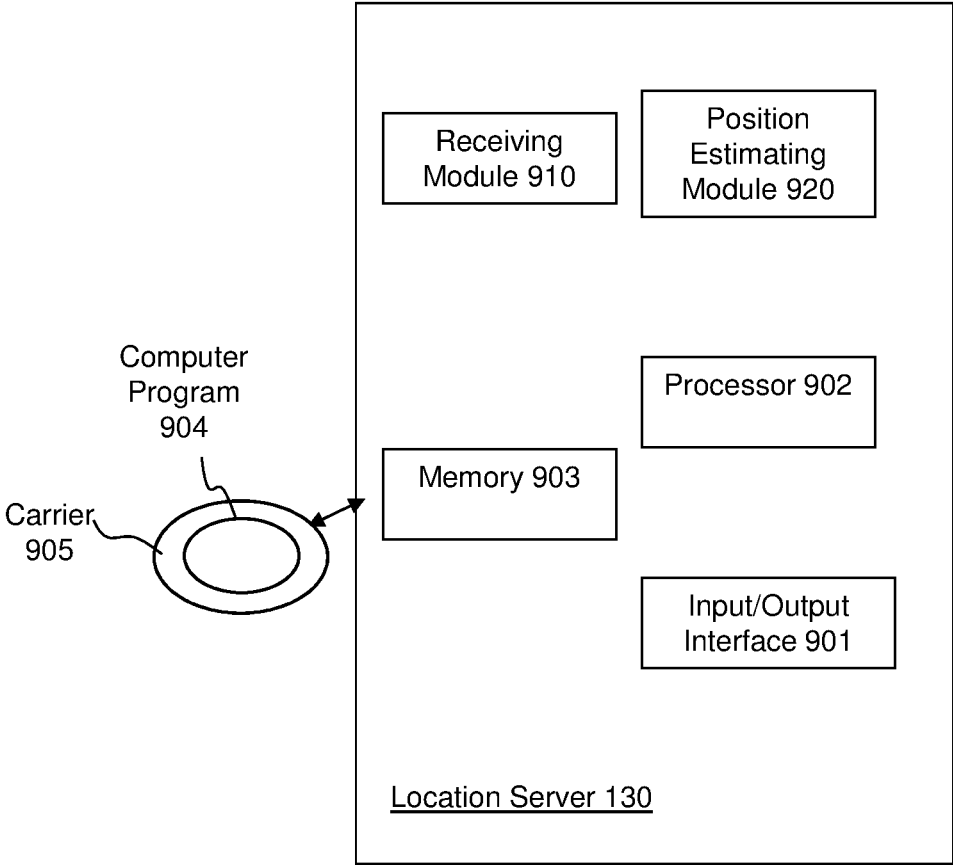 Receiving
Module 910
Position
Estimating
Module 920
Computer
Program
904
Processor 902
Memory 903
Carrier
905
Input/Output
Interface 901
Location Server 130